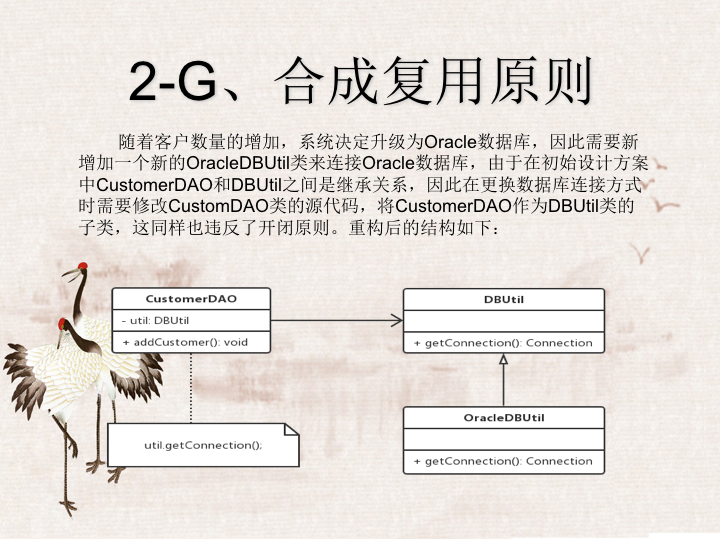 2-G、合成复用原则
随着客户数量的增加，系统决定升级为Oracle数据库，因此需要新
增加一个新的OracleDBUtil类来连接Oracle数据库，由于在初始设计方案
中CustomerDAO和DBUtil之间是继承关系，因此在更换数据库连接方式
时需要修改CustomDAO类的源代码，将CustomerDAO作为DBUtil类的
子类，这同样也违反了开闭原则。重构后的结构如下：
CustomerDAO
- util: DBUtil
+ addCustomer(): void
DBUtil
+ getConnection(): Connection
util.getConnection();
OracleDBUtil
+ getConnection(): Connection